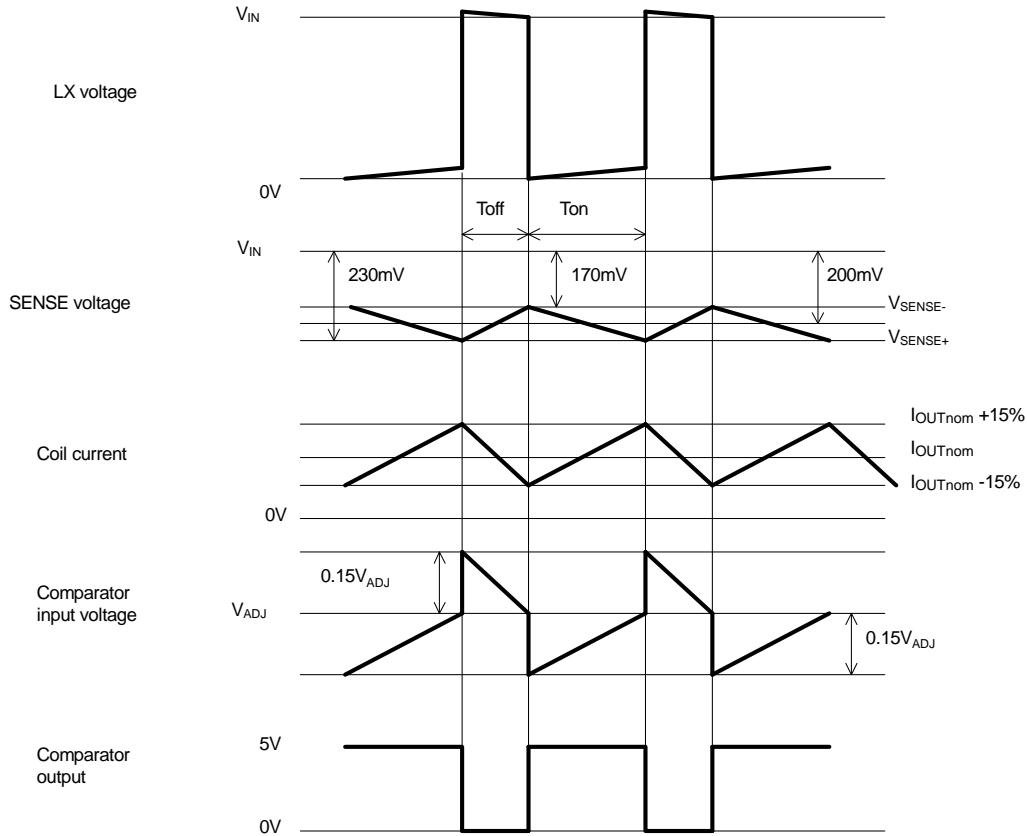 VIN
LX voltage
0V
Toff
Ton
VIN
230mV
170mV
200mV
SENSE voltage
VSENSE-
VSENSE+
IOUTnom +15%
Coil current
IOUTnom
IOUTnom -15%
0V
0.15VADJ
Comparator
input voltage
VADJ
0.15VADJ
5V
Comparator
output
0V